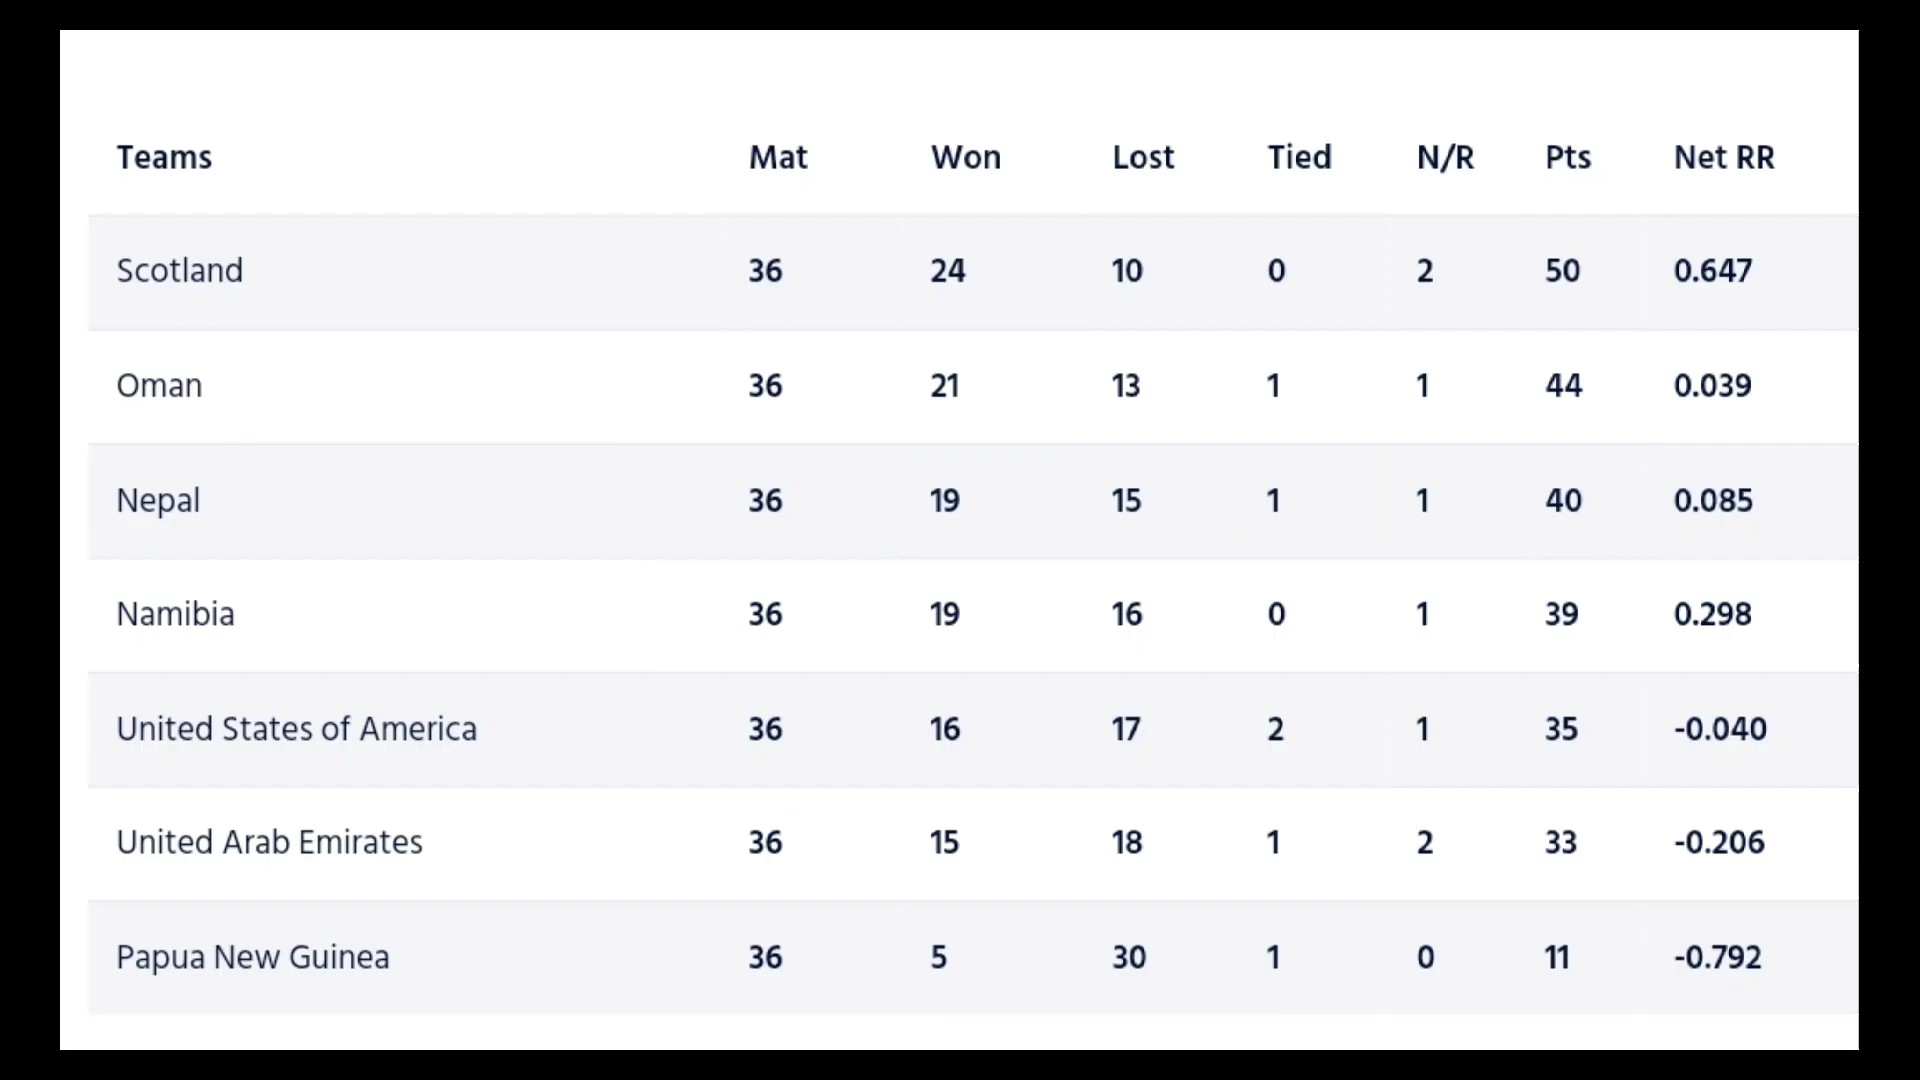 Teams Mat Won Lost Tied N/R Pts Net RR
Scotland 36 24 10 0 2 50 0.647
Oman 36 21 13 1 1 44 0.039
Nepal 36 19 15 1 1 40 0.085
Namibia 36 19 16 0 1 39 0.298
United States of America 36 16 17 2 1 35 -0.040
United Arab Emirates 36 15 18 1 2 33 -0.206
Papua New Guinea 36 5 30 1 0 11 -0.792